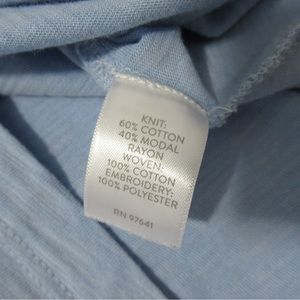 KNIT:
60% COTTON
40% MODAL
RAYON
WOVEN:
100% COTTON
EMBROIDERY:
100% POLYESTER
RN 97641